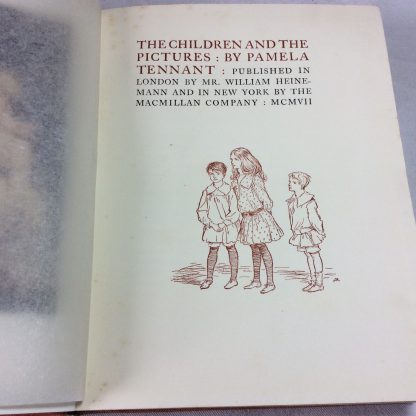 THE CHILDREN AND THE
PICTURES : BY PAMELA
TENNANT : PUBLISHED IN
LONDON BY MR. WILLIAM HEINE-
MANN AND IN NEW YORK BY THE
MACMILLAN COMPANY : MCMVII